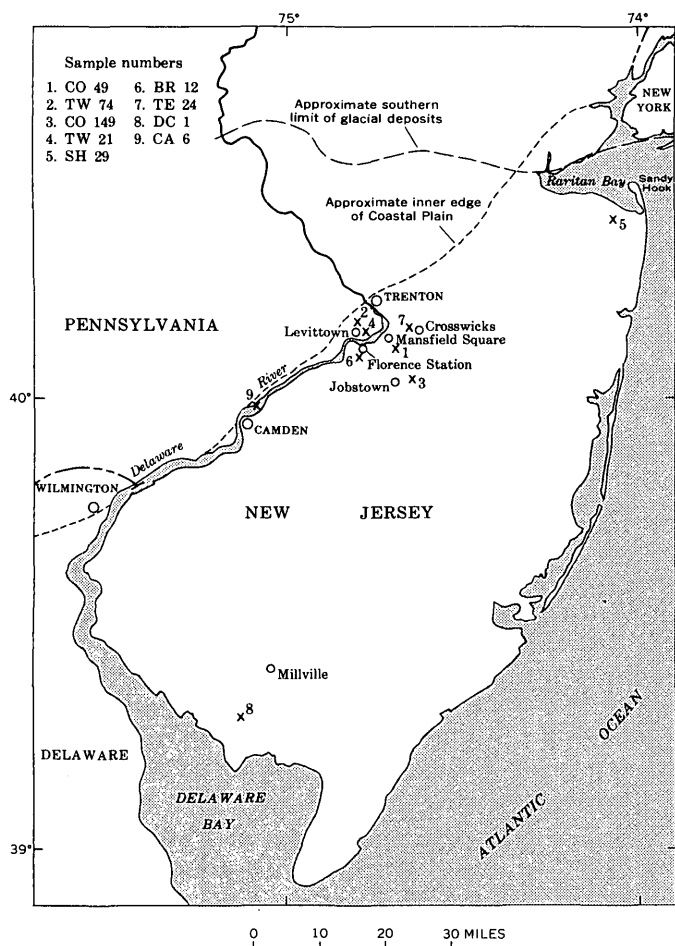 75°
74°
Sample numbers
1. CO 49 6. BR 12
2. TW 74 7. TE 24
3. CO 149 8. DC 1
4. TW 21 9. CA 6
5. SH 29
NEW
YORK
Approximate southern
limit of glacial deposits
Raritan Bay
Sandy
Hook
Approximate inner edge
of Coastal Plain
x 5
TRENTON
PENNSYLVANIA
2
x
4
x
7
x
Crosswicks
Levittown
Mansfield Square
x 1
6
x
Florence Station
Jobstown
x 3
River
40°
9
x
CAMDEN
Delaware
WILMINGTON
NEW JERSEY
Millville
8
x
OCEAN
DELAWARE
DELAWARE
BAY
ATLANTIC
39°
0 10 20 30 MILES